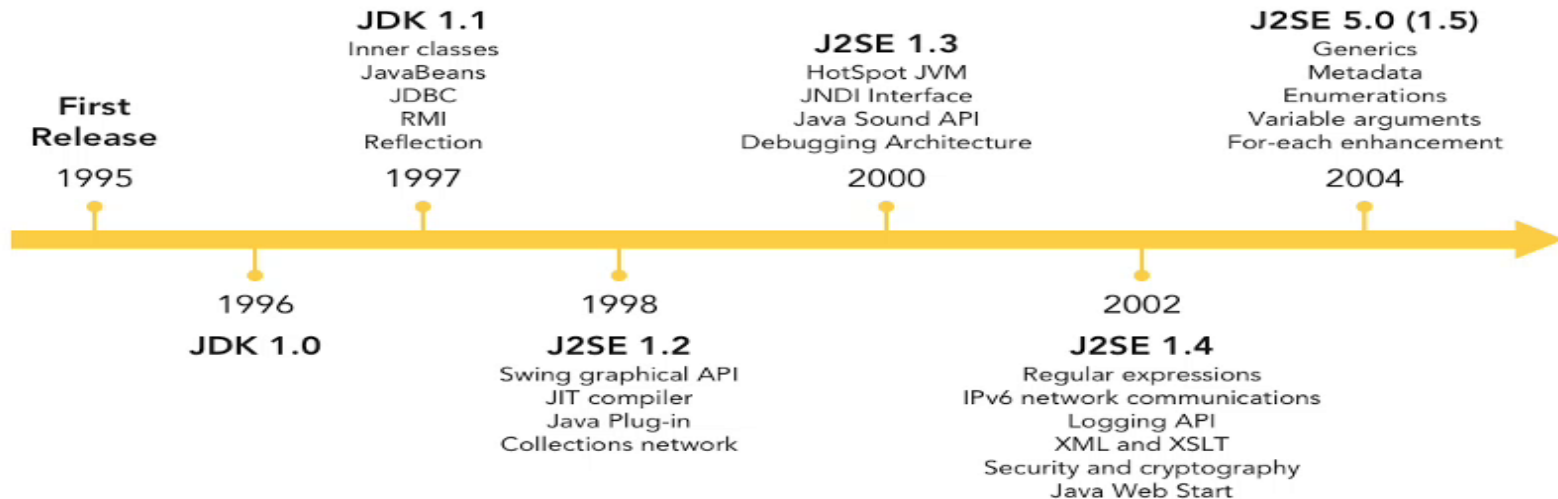 First
Release
1995
1996
JDK 1.0
JDK 1.1
Inner classes
JavaBeans
JDBC
RMI
Reflection
1997
1998
J2SE 1.2
Swing graphical API
JIT compiler
Java Plug-in
Collections network
J2SE 1.3
HotSpot JVM
JNDI Interface
Java Sound API
Debugging Architecture
2000
2002
J2SE 1.4
Regular expressions
IPv6 network communications
Logging API
XML and XSLT
Security and cryptography
Java Web Start
J2SE 5.0 (1.5)
Generics
Metadata
Enumerations
Variable arguments
For-each enhancement
2004